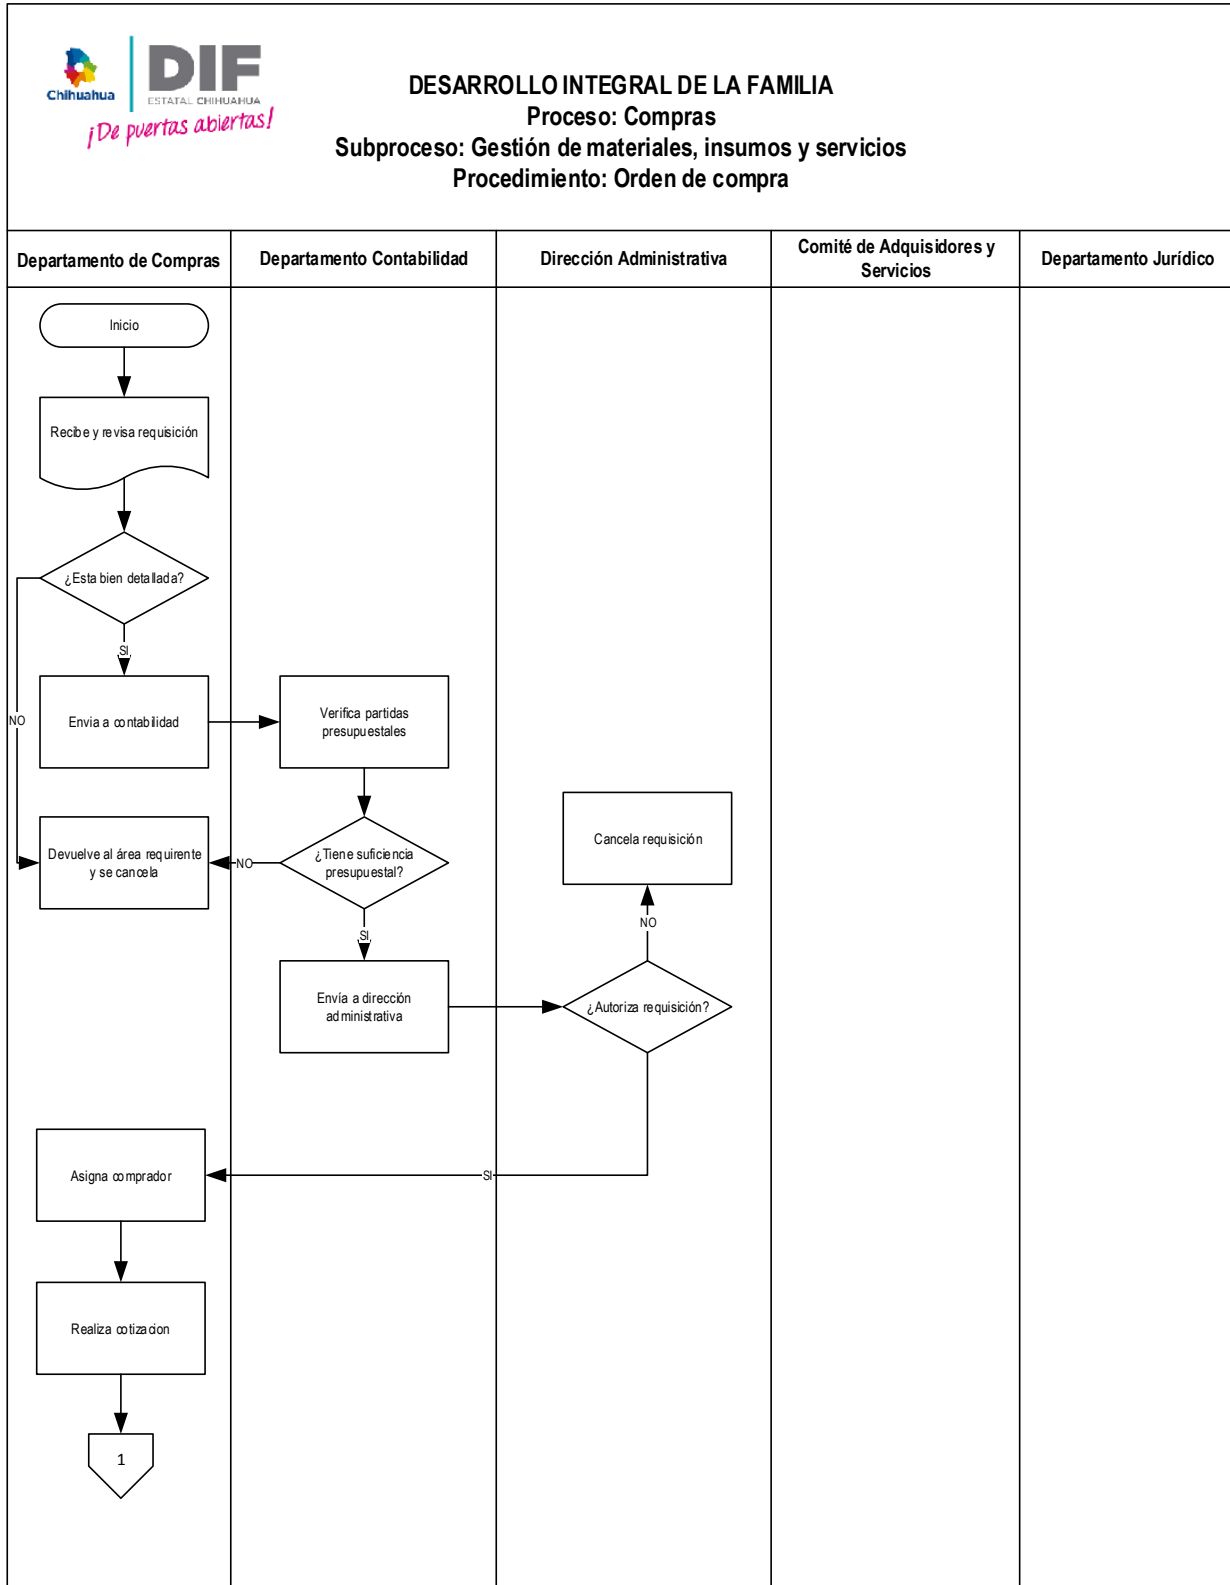 Chihuahua
DIF
ESTATAL CHIHUAHUA
¡De puertas abiertas!
DESARROLLO INTEGRAL DE LA FAMILIA
Proceso: Compras
Subproceso: Gestión de materiales, insumos y servicios
Procedimiento: Orden de compra
Departamento de Compras
Departamento Contabilidad
Dirección Administrativa
Comité de Adquisidores y
Servicios
Departamento Jurídico
Inicio
Recibe y revisa requisición
¿Esta bien detallada?
SI
NO
Envia a contabilidad
Verifica partidas
presupuestales
Devuelve al área requirente
y se cancela
NO
¿Tiene suficiencia
presupuestal?
Cancela requisición
NO
SI
Envía a dirección
administrativa
¿Autoriza requisición?
Asigna comprador
SI
Realiza cotizacion
1